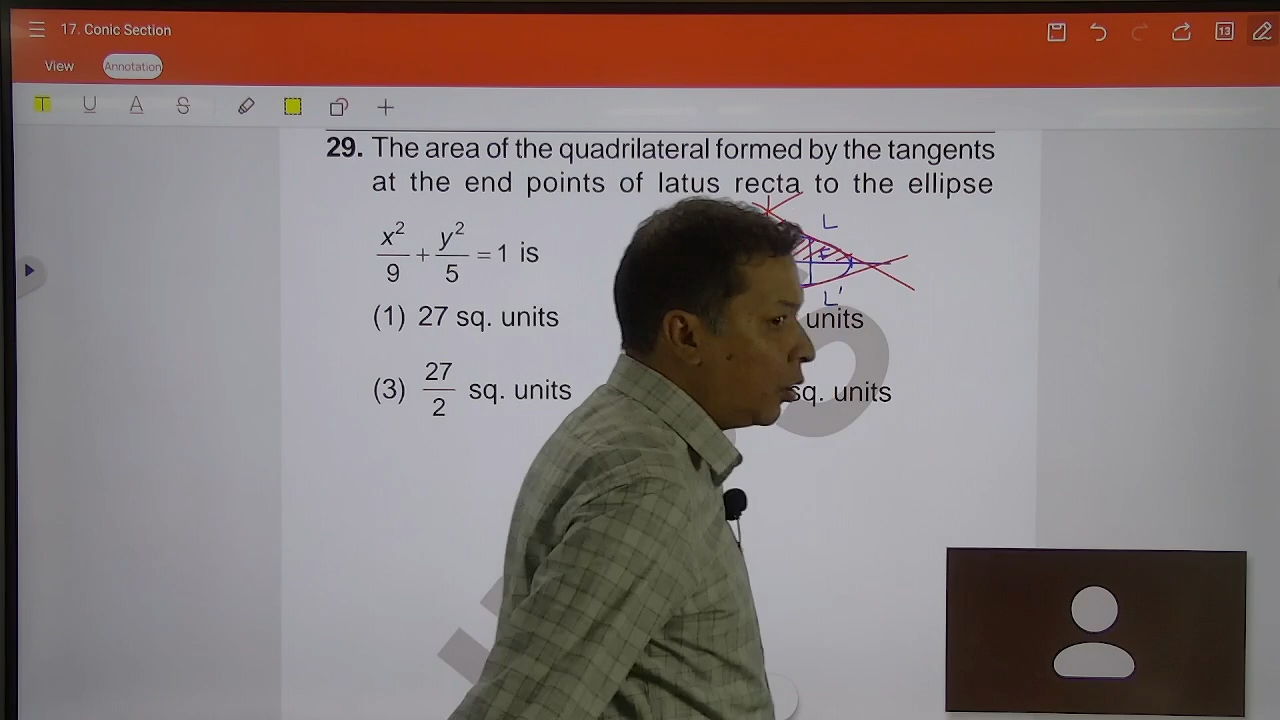 17. Conic Section
13
View
Annotation
T U A S
29. The area of the quadrilateral formed by the tangents
at the end points of latus recta to the ellipse
x²/9 + y²/5 = 1 is
L
F
L'
(1) 27 sq. units
units
(3) 27/2 sq. units
sq. units